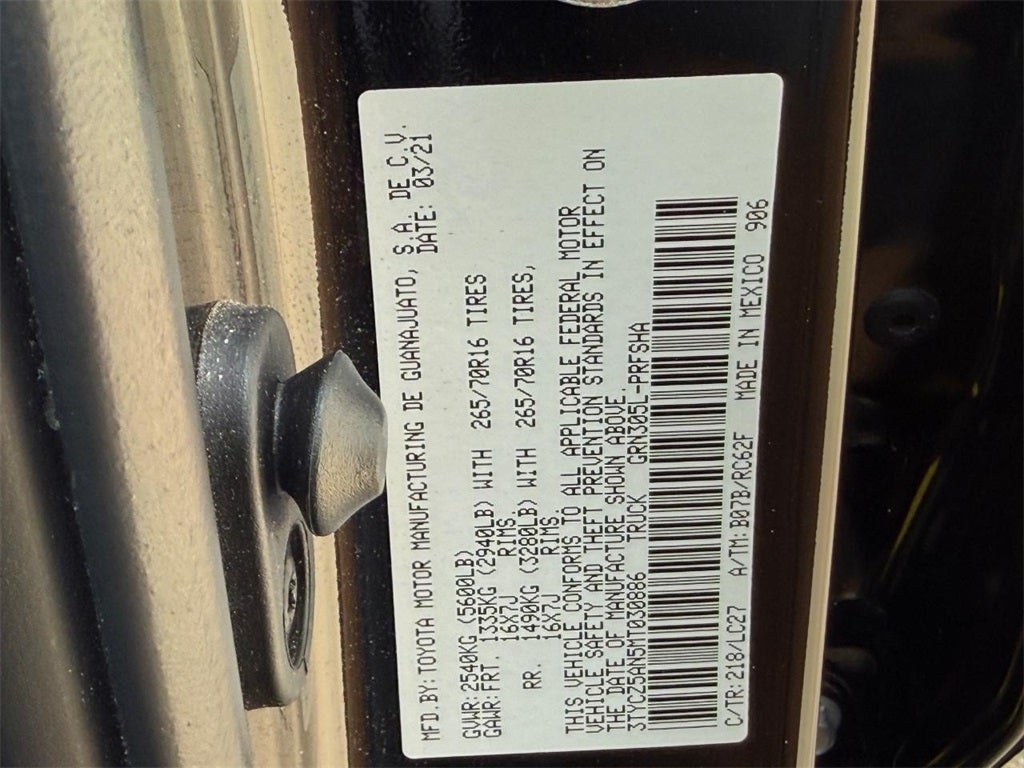 MFD.BY:TOYOTA MOTOR MANUFACTURING DE GUANAJUATO, S.A. DE C.V.
DATE: 03/21
GVWR:2540KG (5600LB)
GAWR:FRT. 1335KG (2940LB) WITH 265/70R16 TIRES
16X7J RIMS.
RR. 1490KG (3280LB) WITH 265/70R16 TIRES,
16X7J RIMS.
THIS VEHICLE CONFORMS TO ALL APPLICABLE FEDERAL MOTOR
VEHICLE SAFETY AND THEFT PREVENTION STANDARDS IN EFFECT ON
THE DATE OF MANUFACTURE SHOWN ABOVE.
3TYCZ5AN5MT030886 TRUCK GRN305L-PRFSHA
C/TR:218/LC27 A/TM:B07B/RC62F MADE IN MEXICO 906